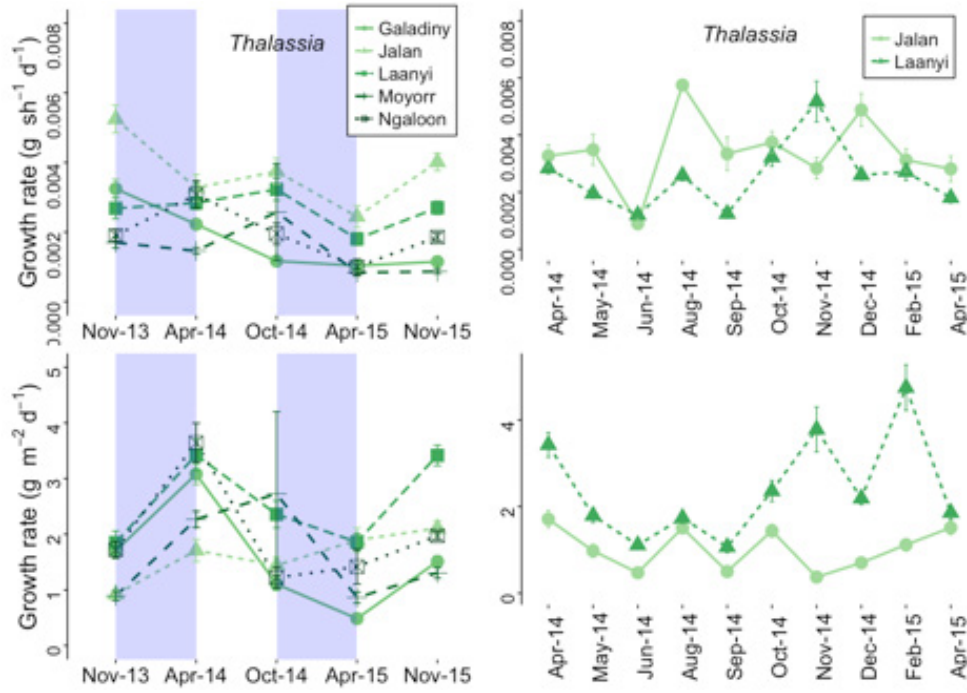 Thalassia
Galadiny
Jalan
Laanyi
Moyorr
Ngaloon
Growth rate (g sh⁻¹ d⁻¹)
0.008
0.006
0.004
0.002
0.000
Nov-13 Apr-14 Oct-14 Apr-15 Nov-15
Thalassia
Jalan
Laanyi
0.008
0.006
0.004
0.002
0.000
Apr-14 May-14 Jun-14 Aug-14 Sep-14 Oct-14 Nov-14 Dec-14 Feb-15 Apr-15
Growth rate (g m⁻² d⁻¹)
5
4
3
2
1
0
Nov-13 Apr-14 Oct-14 Apr-15 Nov-15
4
2
0
Apr-14 May-14 Jun-14 Aug-14 Sep-14 Oct-14 Nov-14 Dec-14 Feb-15 Apr-15